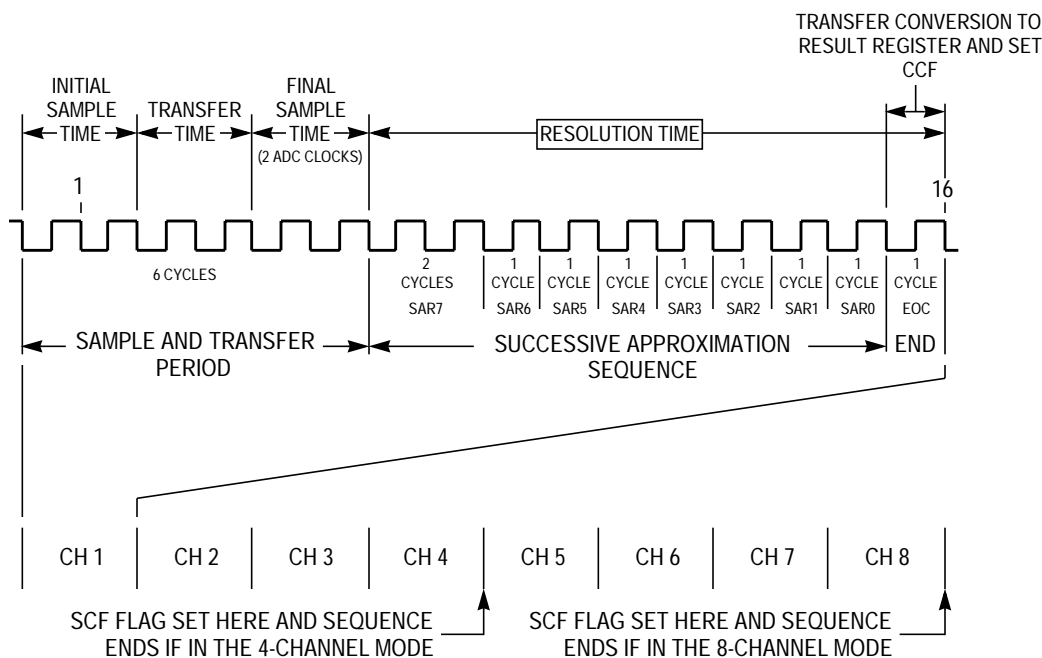 TRANSFER CONVERSION TO
RESULT REGISTER AND SET
CCF
INITIAL
SAMPLE
TIME
TRANSFER
TIME
FINAL
SAMPLE
TIME
(2 ADC CLOCKS)
RESOLUTION TIME
1
16
6 CYCLES
2
CYCLES
SAR7
1
CYCLE
SAR6
1
CYCLE
SAR5
1
CYCLE
SAR4
1
CYCLE
SAR3
1
CYCLE
SAR2
1
CYCLE
SAR1
1
CYCLE
SAR0
1
CYCLE
EOC
SAMPLE AND TRANSFER
PERIOD
SUCCESSIVE APPROXIMATION
SEQUENCE
END
CH 1
CH 2
CH 3
CH 4
CH 5
CH 6
CH 7
CH 8
SCF FLAG SET HERE AND SEQUENCE
ENDS IF IN THE 4-CHANNEL MODE
SCF FLAG SET HERE AND SEQUENCE
ENDS IF IN THE 8-CHANNEL MODE